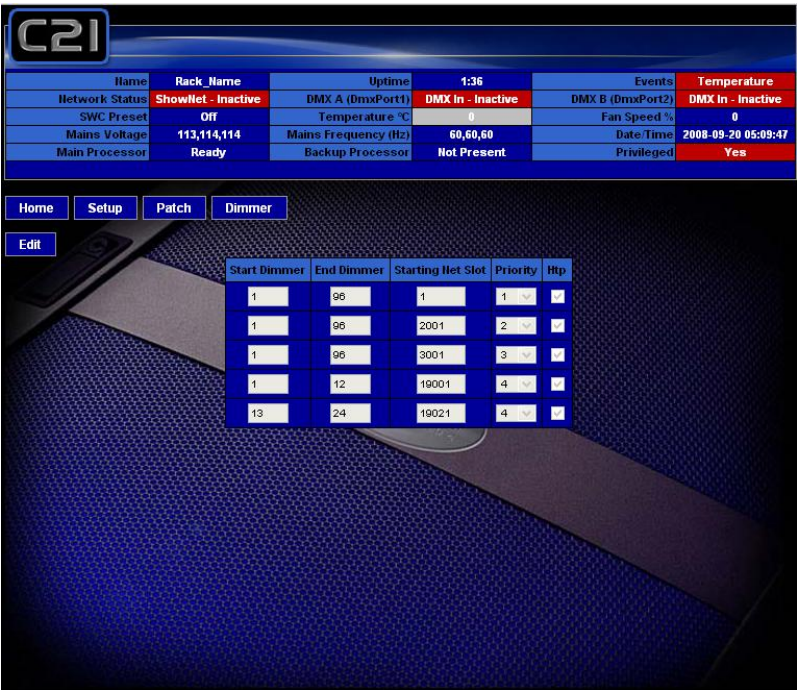 C21
Name Rack_Name Uptime 1:36 Events Temperature
Network Status ShowNet - Inactive DMX A (DmxPort1) DMX In - Inactive DMX B (DmxPort2) DMX In - Inactive
SWC Preset Off Temperature °C 0 Fan Speed % 0
Mains Voltage 113,114,114 Mains Frequency (Hz) 60,60,60 Date/Time 2008-09-20 05:09:47
Main Processor Ready Backup Processor Not Present Privileged Yes
Home Setup Patch Dimmer
Edit
Start Dimmer End Dimmer Starting Net Slot Priority Htp
1 96 1 1
1 96 2001 2
1 96 3001 3
1 12 19001 4
13 24 19021 4